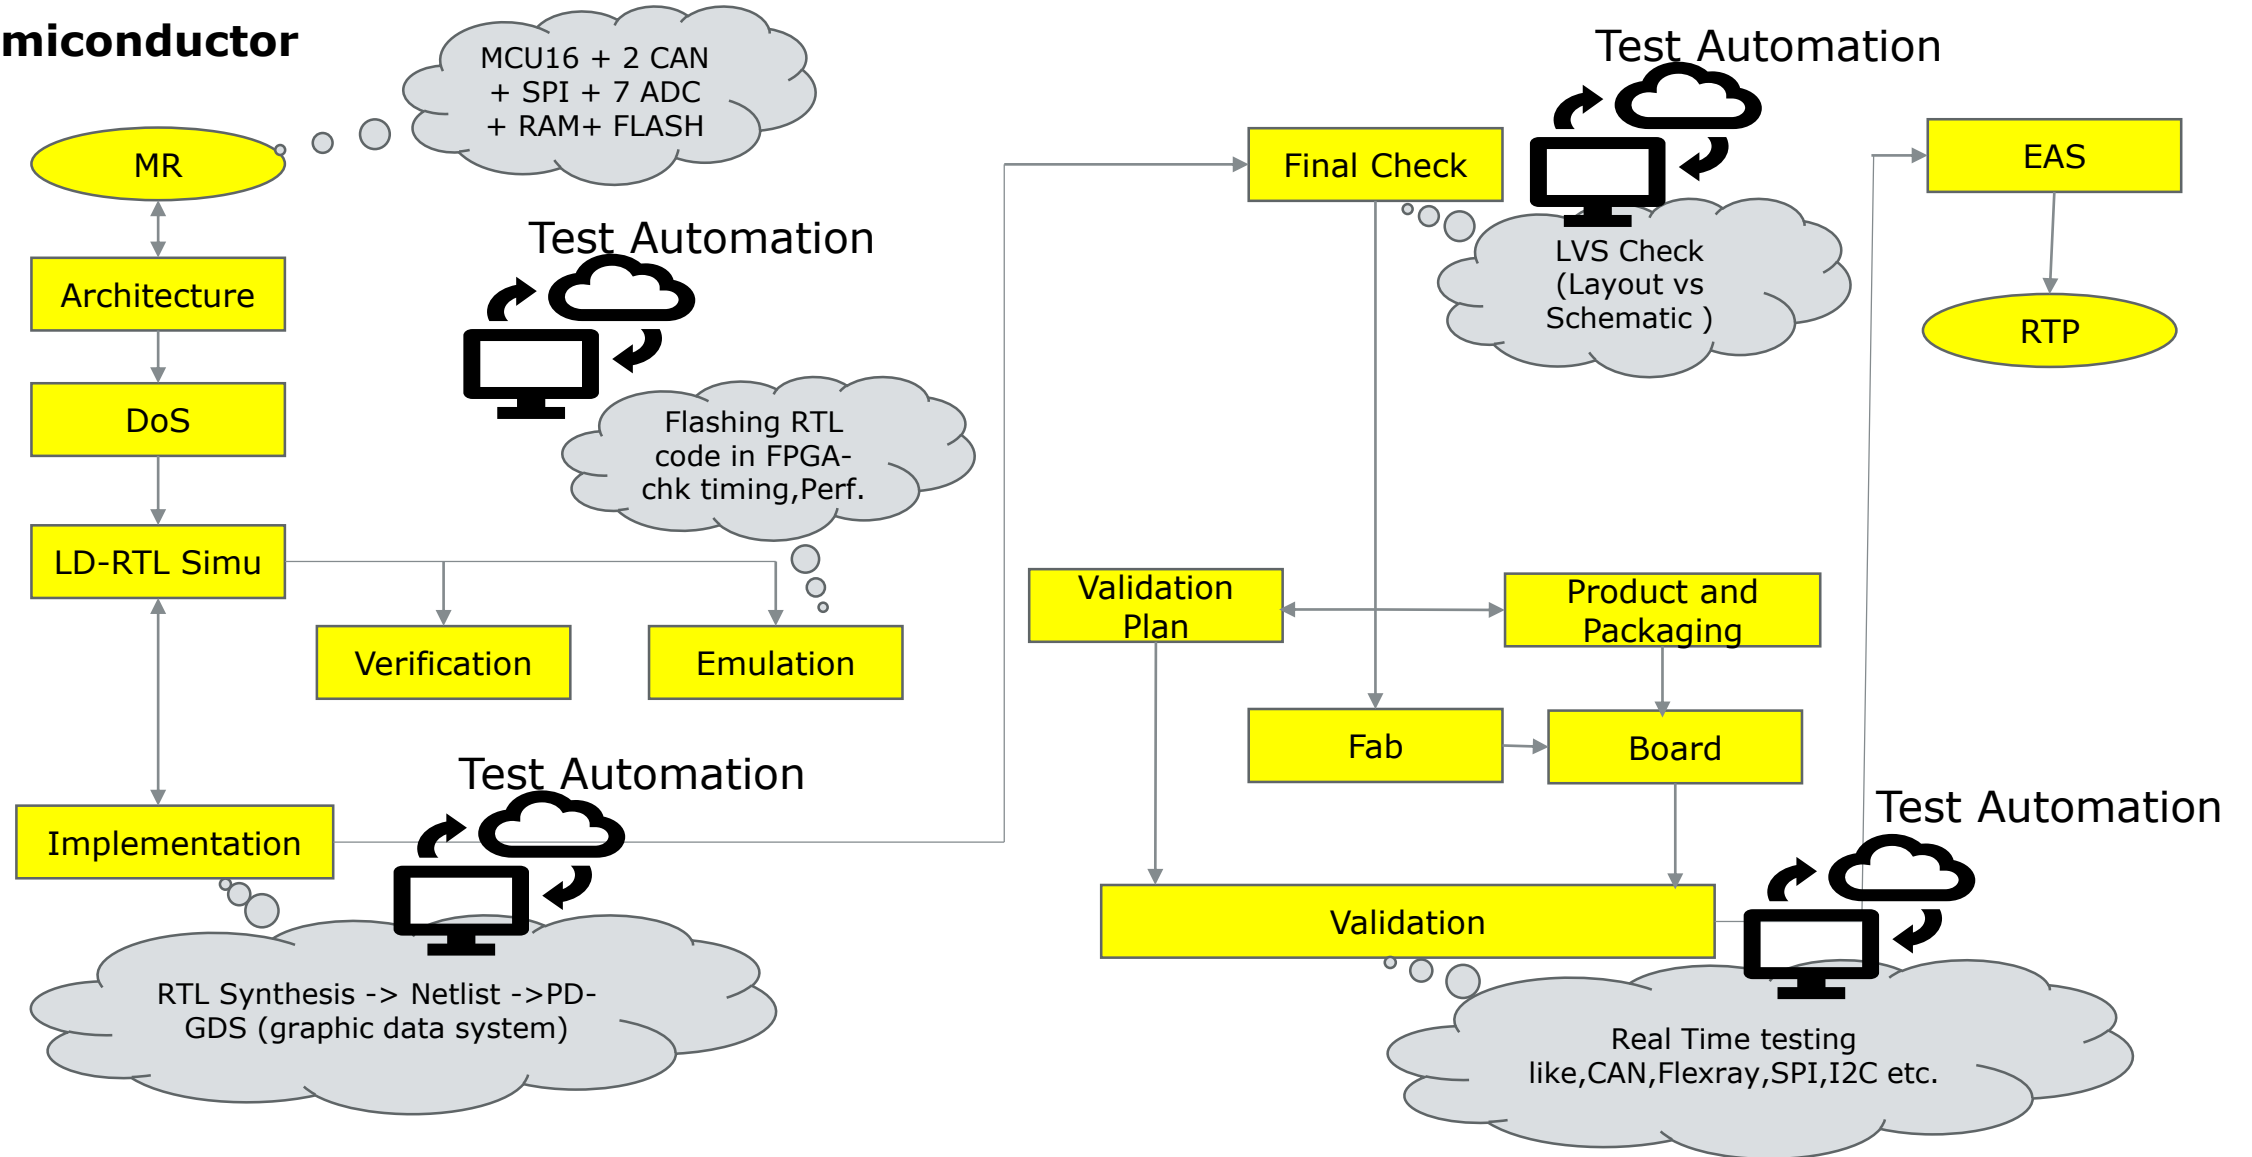 miconductor
MCU16 + 2 CAN
+ SPI + 7 ADC
+ RAM+ FLASH
MR
Test Automation
Architecture
DoS
Flashing RTL
code in FPGA-
chk timing,Perf.
LD-RTL Simu
Verification
Emulation
Test Automation
Implementation
RTL Synthesis -> Netlist ->PD-
GDS (graphic data system)
Test Automation
Final Check
LVS Check
(Layout vs
Schematic )
EAS
RTP
Validation
Plan
Product and
Packaging
Fab
Board
Test Automation
Validation
Real Time testing
like,CAN,Flexray,SPI,I2C etc.